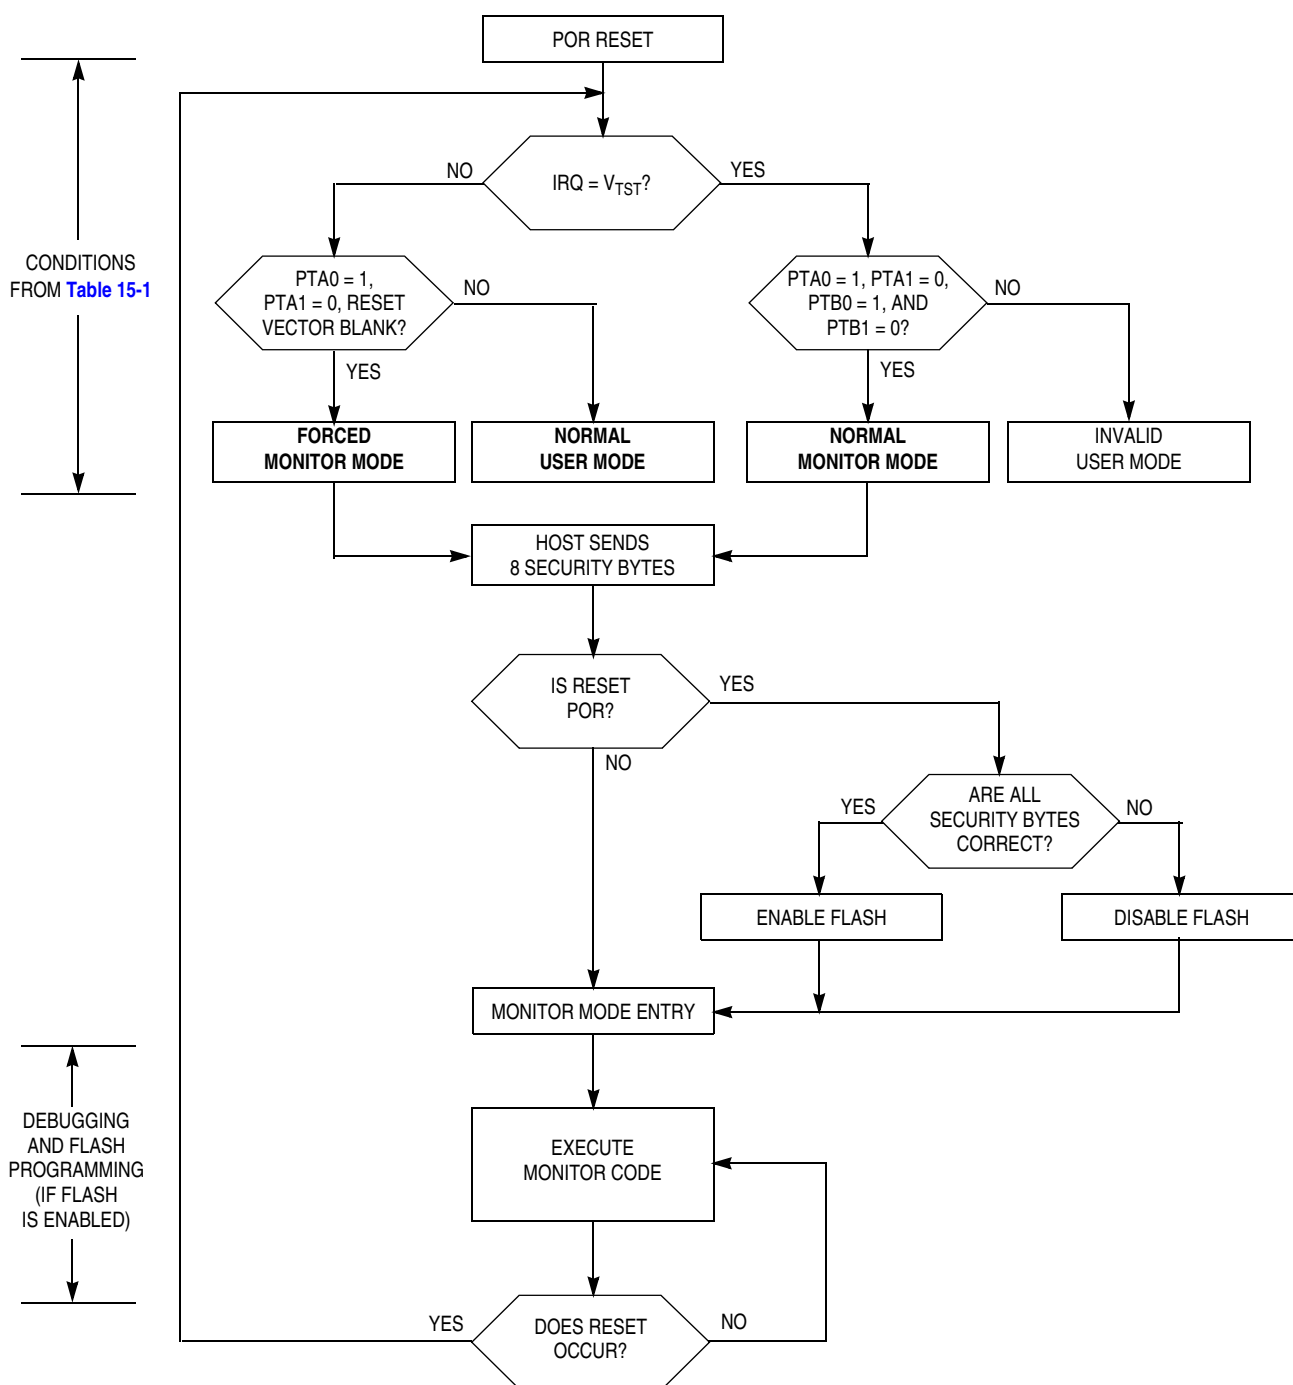 POR RESET
IRQ = VTST?
NO
YES
CONDITIONS
FROM Table 15-1
PTA0 = 1,
PTA1 = 0, RESET
VECTOR BLANK?
NO
YES
PTA0 = 1, PTA1 = 0,
PTB0 = 1, AND
PTB1 = 0?
NO
YES
FORCED
MONITOR MODE
NORMAL
USER MODE
NORMAL
MONITOR MODE
INVALID
USER MODE
HOST SENDS
8 SECURITY BYTES
IS RESET
POR?
YES
NO
ARE ALL
SECURITY BYTES
CORRECT?
YES
NO
ENABLE FLASH
DISABLE FLASH
MONITOR MODE ENTRY
DEBUGGING
AND FLASH
PROGRAMMING
(IF FLASH
IS ENABLED)
EXECUTE
MONITOR CODE
DOES RESET
OCCUR?
YES
NO